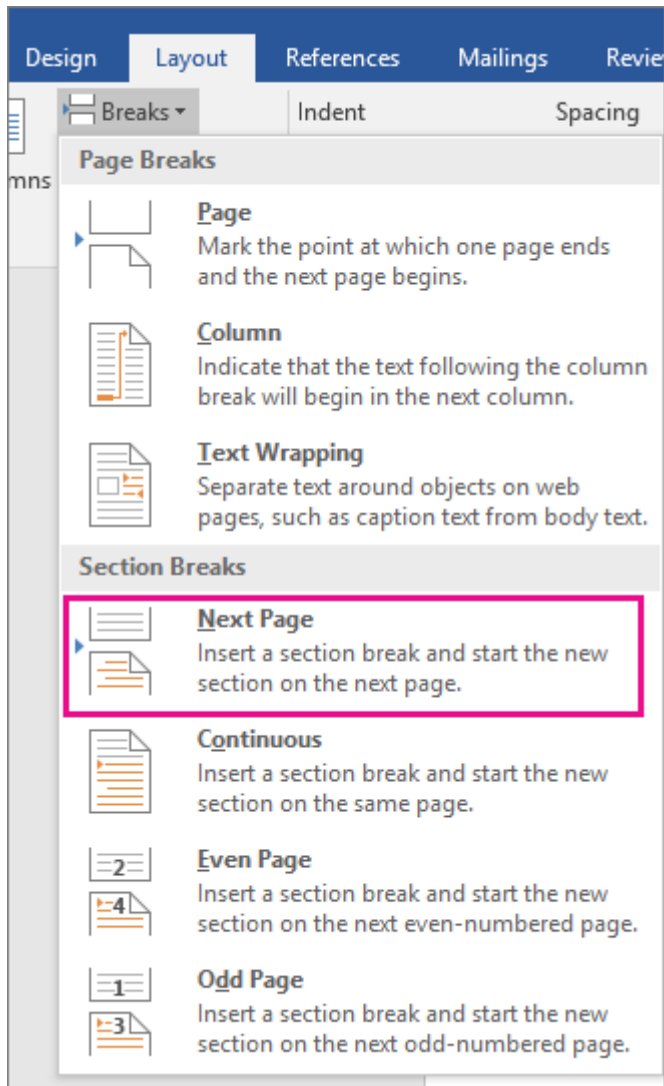 Design Layout References Mailings Revie
Breaks Indent Spacing
mns
Page Breaks
Page
Mark the point at which one page ends
and the next page begins.
Column
Indicate that the text following the column
break will begin in the next column.
Text Wrapping
Separate text around objects on web
pages, such as caption text from body text.
Section Breaks
Next Page
Insert a section break and start the new
section on the next page.
Continuous
Insert a section break and start the new
section on the same page.
2
4
Even Page
Insert a section break and start the new
section on the next even-numbered page.
1
3
Odd Page
Insert a section break and start the new
section on the next odd-numbered page.